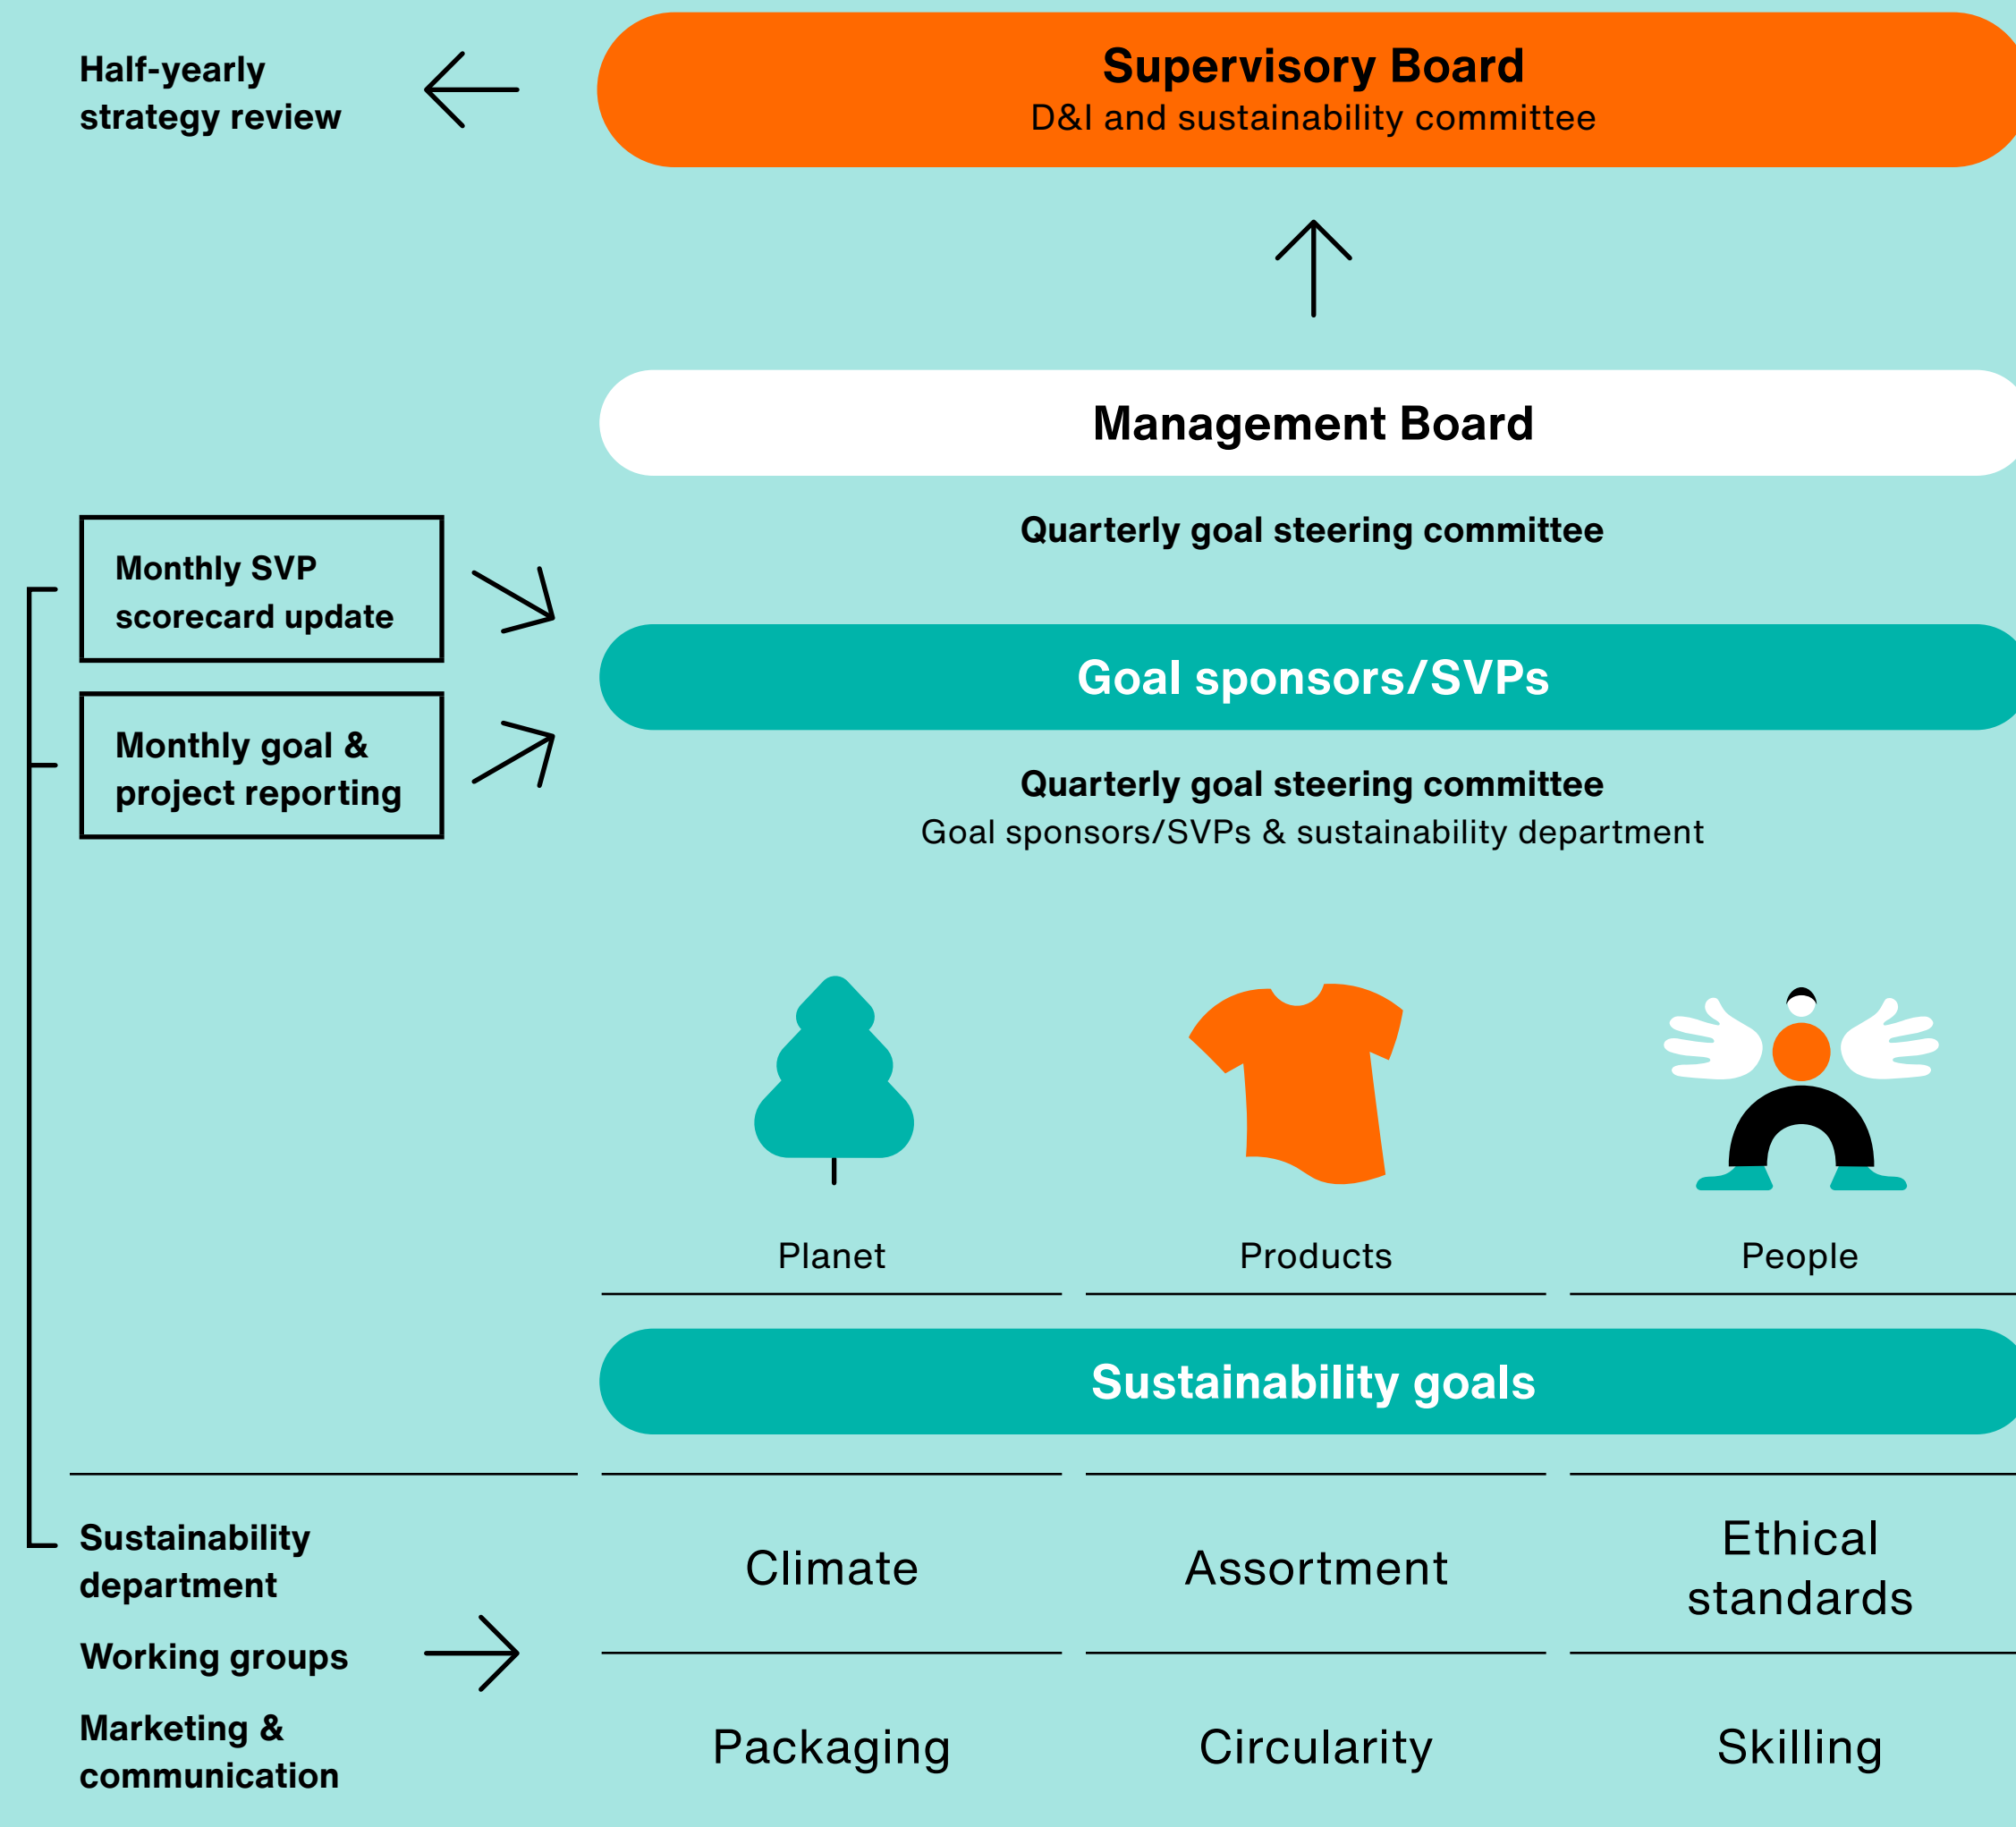 Half-yearly
strategy review
Supervisory Board
D&I and sustainability committee
Management Board
Quarterly goal steering committee
Monthly SVP
scorecard update
Goal sponsors/SVPs
Monthly goal &
project reporting
Quarterly goal steering committee
Goal sponsors/SVPs & sustainability department
Planet
Products
People
Sustainability goals
Sustainability
department
Working groups
Marketing &
communication
Climate
Assortment
Ethical
standards
Packaging
Circularity
Skilling